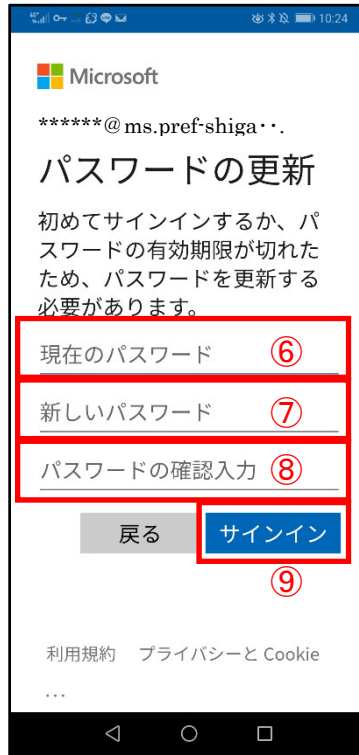 10:24
Microsoft
******@ms.pref-shiga･･.
パスワードの更新
初めてサインインするか、パ
スワードの有効期限が切れた
ため、パスワードを更新する
必要があります。
現在のパスワード ⑥
新しいパスワード ⑦
パスワードの確認入力 ⑧
戻る サインイン
⑨
利用規約 プライバシーと Cookie
...